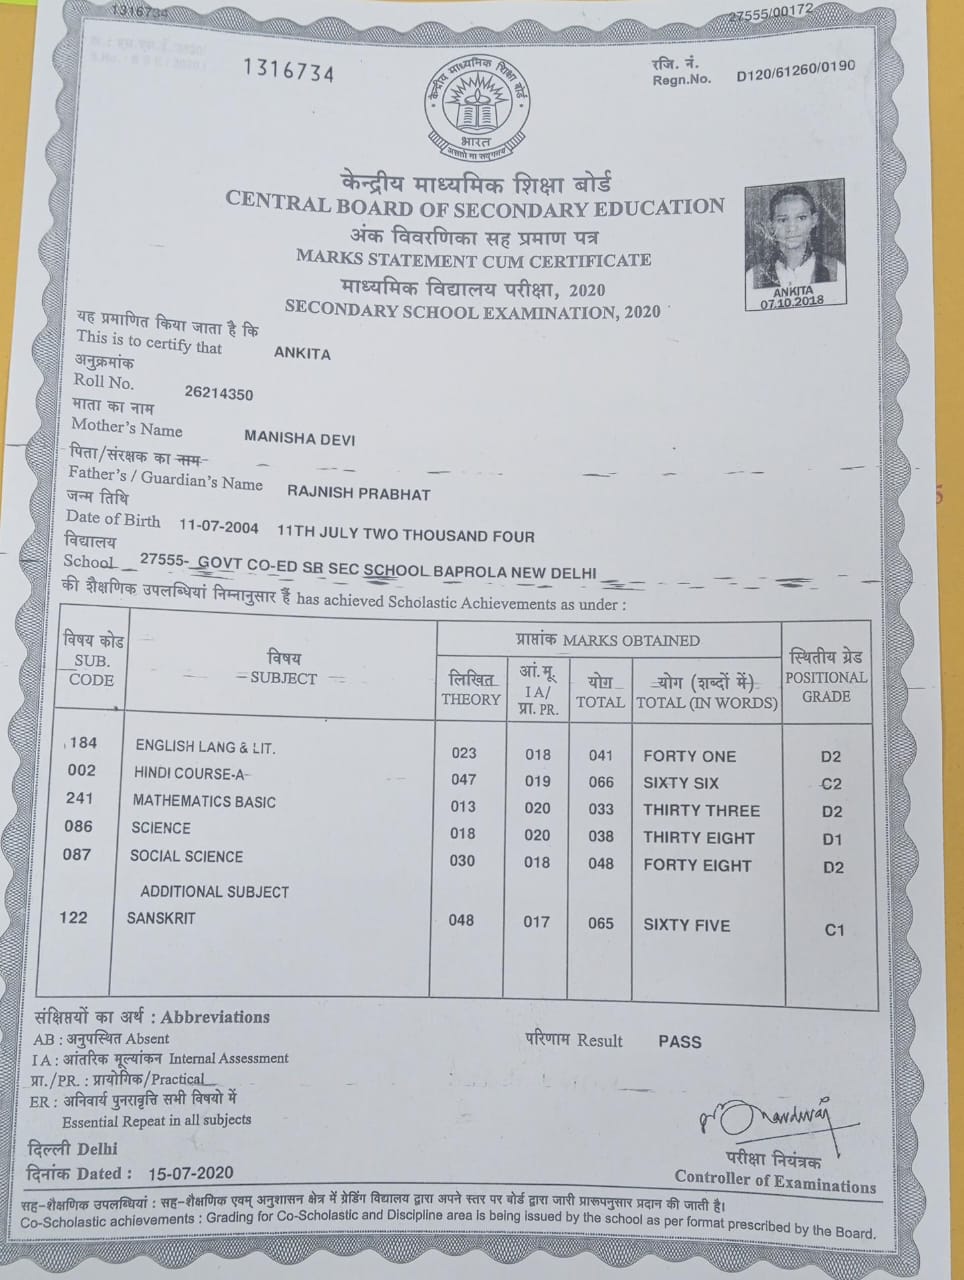 1316734
27555/00172
1316734
रजि. नं.
Regn.No. D120/61260/0190
केन्द्रीय माध्यमिक शिक्षा बोर्ड
भारत
असतो मा सद्गमय
केन्द्रीय माध्यमिक शिक्षा बोर्ड
CENTRAL BOARD OF SECONDARY EDUCATION
अंक विवरणिका सह प्रमाण पत्र
MARKS STATEMENT CUM CERTIFICATE
माध्यमिक विद्यालय परीक्षा, 2020
SECONDARY SCHOOL EXAMINATION, 2020
ANKITA
07.10.2018
यह प्रमाणित किया जाता है कि
This is to certify that ANKITA
अनुक्रमांक
Roll No. 26214350
माता का नाम
Mother's Name MANISHA DEVI
पिता/संरक्षक का नाम
Father's / Guardian's Name RAJNISH PRABHAT
जन्म तिथि
Date of Birth 11-07-2004 11TH JULY TWO THOUSAND FOUR
विद्यालय
School 27555- GOVT CO-ED SR SEC SCHOOL BAPROLA NEW DELHI
की शैक्षणिक उपलब्धियां निम्नानुसार हैं has achieved Scholastic Achievements as under :
विषय कोड SUB. CODE
विषय SUBJECT
प्राप्तांक MARKS OBTAINED
लिखित THEORY
आं.मू. I A/ प्रा. PR.
योग TOTAL
योग (शब्दों में) TOTAL (IN WORDS)
स्थितीय ग्रेड POSITIONAL GRADE
184 ENGLISH LANG & LIT. 023 018 041 FORTY ONE D2
002 HINDI COURSE-A 047 019 066 SIXTY SIX C2
241 MATHEMATICS BASIC 013 020 033 THIRTY THREE D2
086 SCIENCE 018 020 038 THIRTY EIGHT D1
087 SOCIAL SCIENCE 030 018 048 FORTY EIGHT D2
ADDITIONAL SUBJECT
122 SANSKRIT 048 017 065 SIXTY FIVE C1
संक्षिप्तियों का अर्थ : Abbreviations
AB : अनुपस्थित Absent
I A : आंतरिक मूल्यांकन Internal Assessment
प्रा./PR. : प्रायोगिक/Practical
ER : अनिवार्य पुनरावृत्ति सभी विषयो में
Essential Repeat in all subjects
परिणाम Result PASS
दिल्ली Delhi
दिनांक Dated : 15-07-2020
परीक्षा नियंत्रक
Controller of Examinations
सह-शैक्षणिक उपलब्धियां : सह-शैक्षणिक एवम् अनुशासन क्षेत्र में ग्रेडिंग विद्यालय द्वारा अपने स्तर पर बोर्ड द्वारा जारी प्रारूपनुसार प्रदान की जाती है।
Co-Scholastic achievements : Grading for Co-Scholastic and Discipline area is being issued by the school as per format prescribed by the Board.